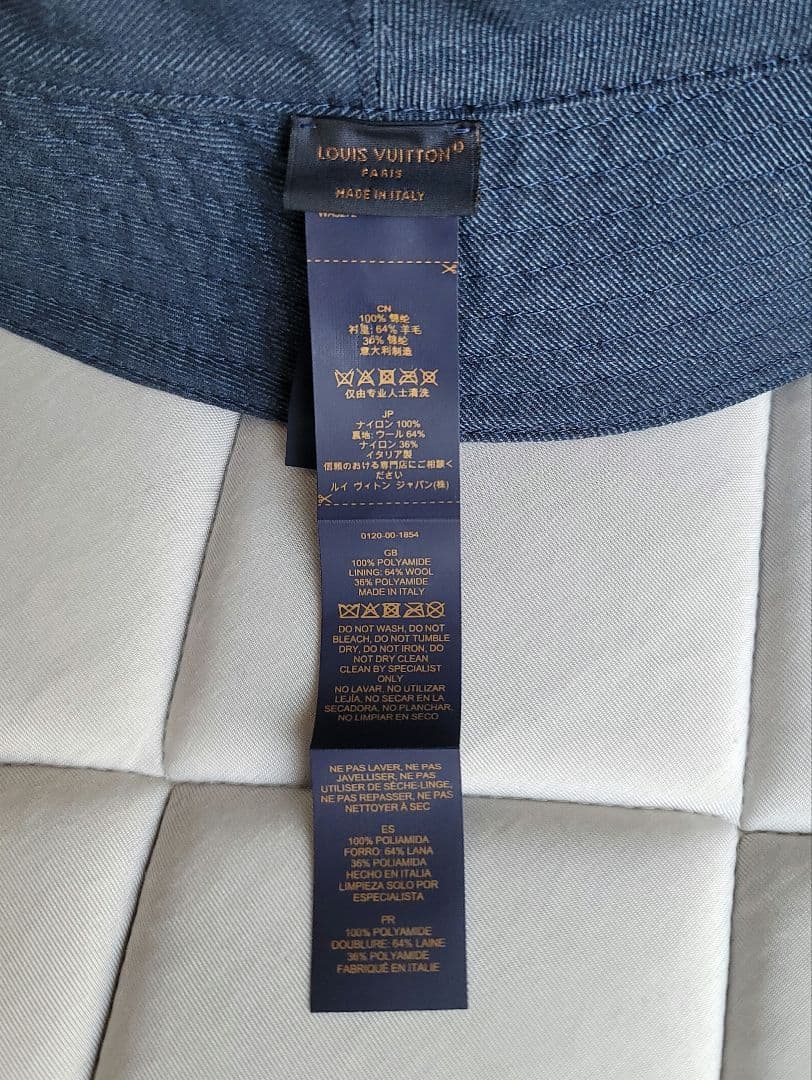 LOUIS VUITTON
PARIS
MADE IN ITALY
CN
100% 锦纶
衬里: 64% 羊毛
36% 锦纶
意大利制造
仅由专业人士清洗
JP
ナイロン 100%
裏地: ウール 64%
ナイロン 36%
イタリア製
信頼のおける専門店にご相談く
ださい
ルイ ヴィトン ジャパン(株)
0120-00-1854
GB
100% POLYAMIDE
LINING: 64% WOOL
36% POLYAMIDE
MADE IN ITALY
DO NOT WASH, DO NOT
BLEACH, DO NOT TUMBLE
DRY, DO NOT IRON, DO
NOT DRY CLEAN
CLEAN BY SPECIALIST
ONLY
NO LAVAR, NO UTILIZAR
LEJÍA, NO SECAR EN LA
SECADORA, NO PLANCHAR,
NO LIMPIAR EN SECO
NE PAS LAVER, NE PAS
JAVELLISER, NE PAS
UTILISER DE SÈCHE-LINGE,
NE PAS REPASSER, NE PAS
NETTOYER À SEC
ES
100% POLIAMIDA
FORRO: 64% LANA
36% POLIAMIDA
HECHO EN ITALIA
LIMPIEZA SOLO POR
ESPECIALISTA
PR
100% POLYAMIDE
DOUBLURE: 64% LAINE
36% POLYAMIDE
FABRIQUÉ EN ITALIE